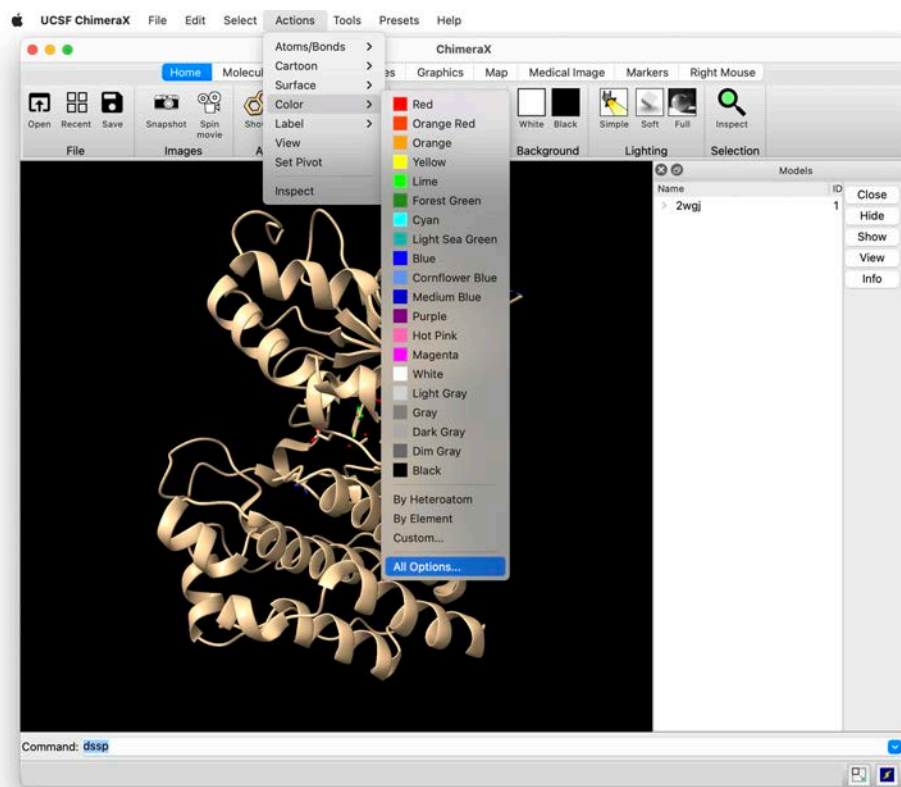 UCSF ChimeraX File Edit Select Actions Tools Presets Help
ChimeraX
Home Molecul es Graphics Map Medical Image Markers Right Mouse
Open Recent Save Snapshot Spin movie Sho White Black Simple Soft Full Inspect
File Images A Background Lighting Selection
Atoms/Bonds
Cartoon
Surface
Color
Label
View
Set Pivot
Inspect
Red
Orange Red
Orange
Yellow
Lime
Forest Green
Cyan
Light Sea Green
Blue
Cornflower Blue
Medium Blue
Purple
Hot Pink
Magenta
White
Light Gray
Gray
Dark Gray
Dim Gray
Black
By Heteroatom
By Element
Custom...
All Options...
Models
Name ID
2wgj 1
Close
Hide
Show
View
Info
Command: dssp